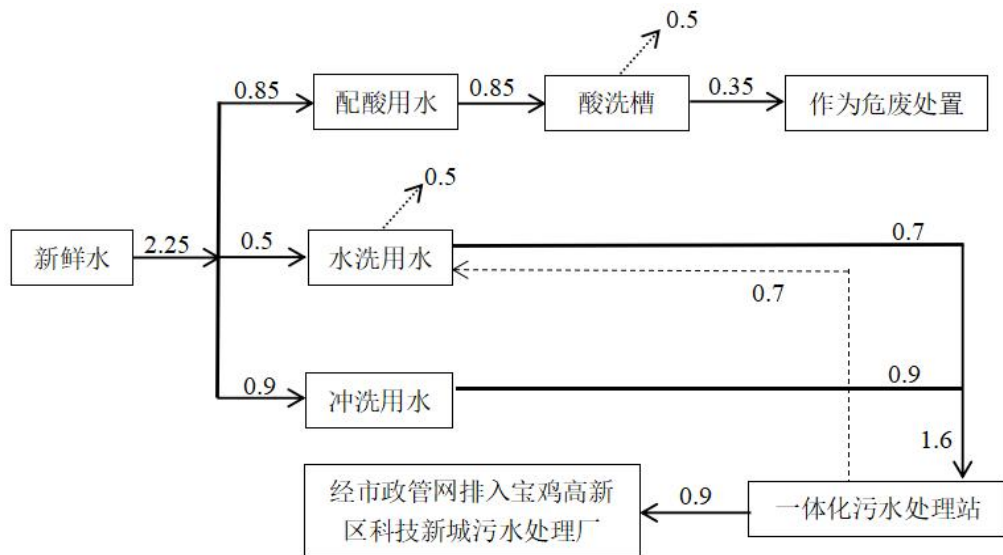 0.5
0.85
配酸用水
0.85
酸洗槽
0.35
作为危废处置
0.5
新鲜水
2.25
0.5
水洗用水
0.7
0.7
0.9
冲洗用水
0.9
1.6
经市政管网排入宝鸡高新
区科技新城污水处理厂
0.9
一体化污水处理站